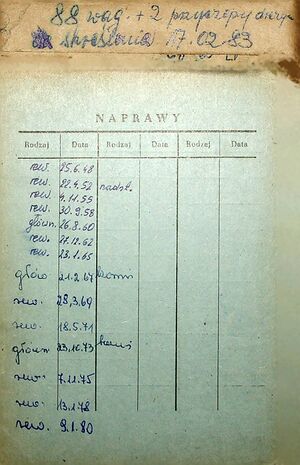 88 wag. + 2 przyczepy
skreślenia 17.02.83
NAPRAWY
Rodzaj Data Rodzaj Data Rodzaj Data
rew. 25.6.48
rew. 22.4.52 nadsł.
rew. 4.11.55
rew. 30.9.58
główn. 26.8.60
rew. 21.12.62
rew. 23.1.65
główn 21.2.67
rew. 28.3.69
rew. 18.5.71
główn 23.10.73
rew. 7.11.75
rew. 13.1.78
rew. 9.1.80